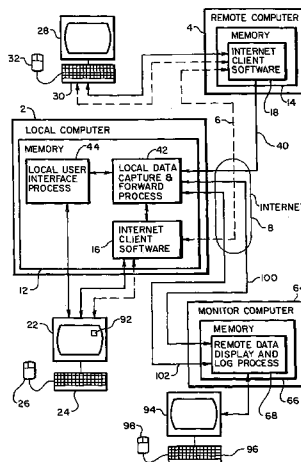 28
32
30
4
REMOTE COMPUTER
MEMORY
INTERNET
CLIENT
SOFTWARE
18
14
6
40
2
44
42
LOCAL COMPUTER
MEMORY
LOCAL USER
INTERFACE
PROCESS
LOCAL DATA
CAPTURE &
FORWARD
PROCESS
16
INTERNET
CLIENT
SOFTWARE
12
INTERNET
8
100
22
92
26
24
102
64
MONITOR COMPUTER
MEMORY
REMOTE DATA
DISPLAY AND
LOG PROCESS
68
66
94
98
96